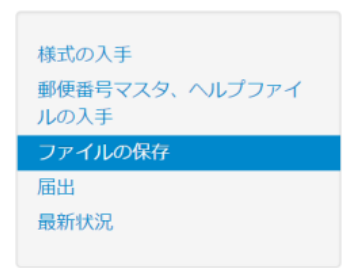 様式の入手
郵便番号マスタ、ヘルプファイ
ルの入手
ファイルの保存
届出
最新状況